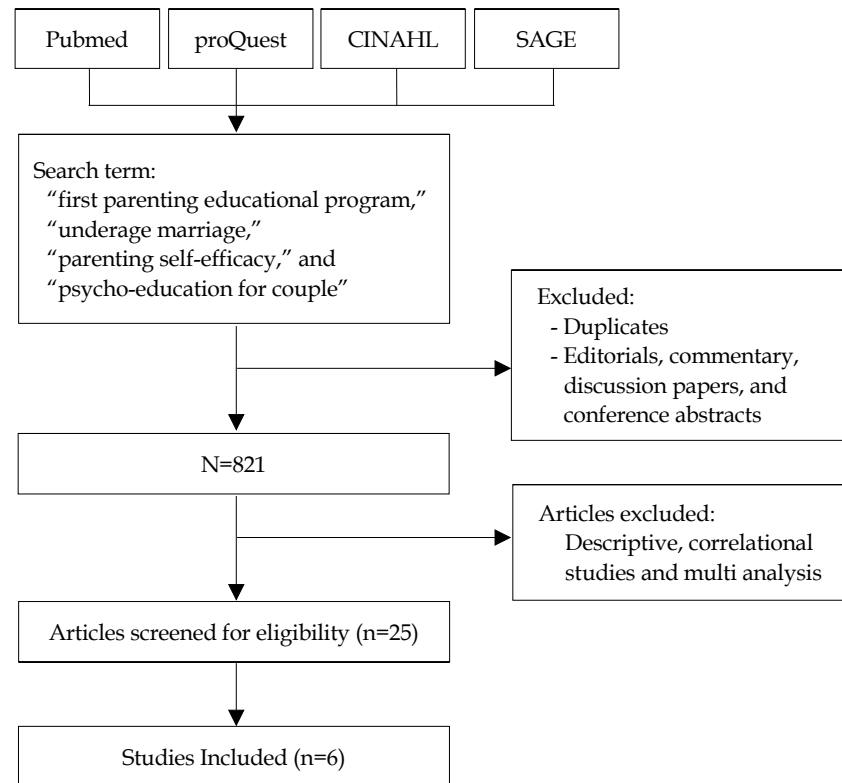 Pubmed
proQuest
CINAHL
SAGE
Search term:
“first parenting educational program,”
“underage marriage,”
“parenting self-efficacy,” and
“psycho-education for couple”
Excluded:
- Duplicates
- Editorials, commentary,
discussion papers, and
conference abstracts
N=821
Articles excluded:
Descriptive, correlational
studies and multi analysis
Articles screened for eligibility (n=25)
Studies Included (n=6)